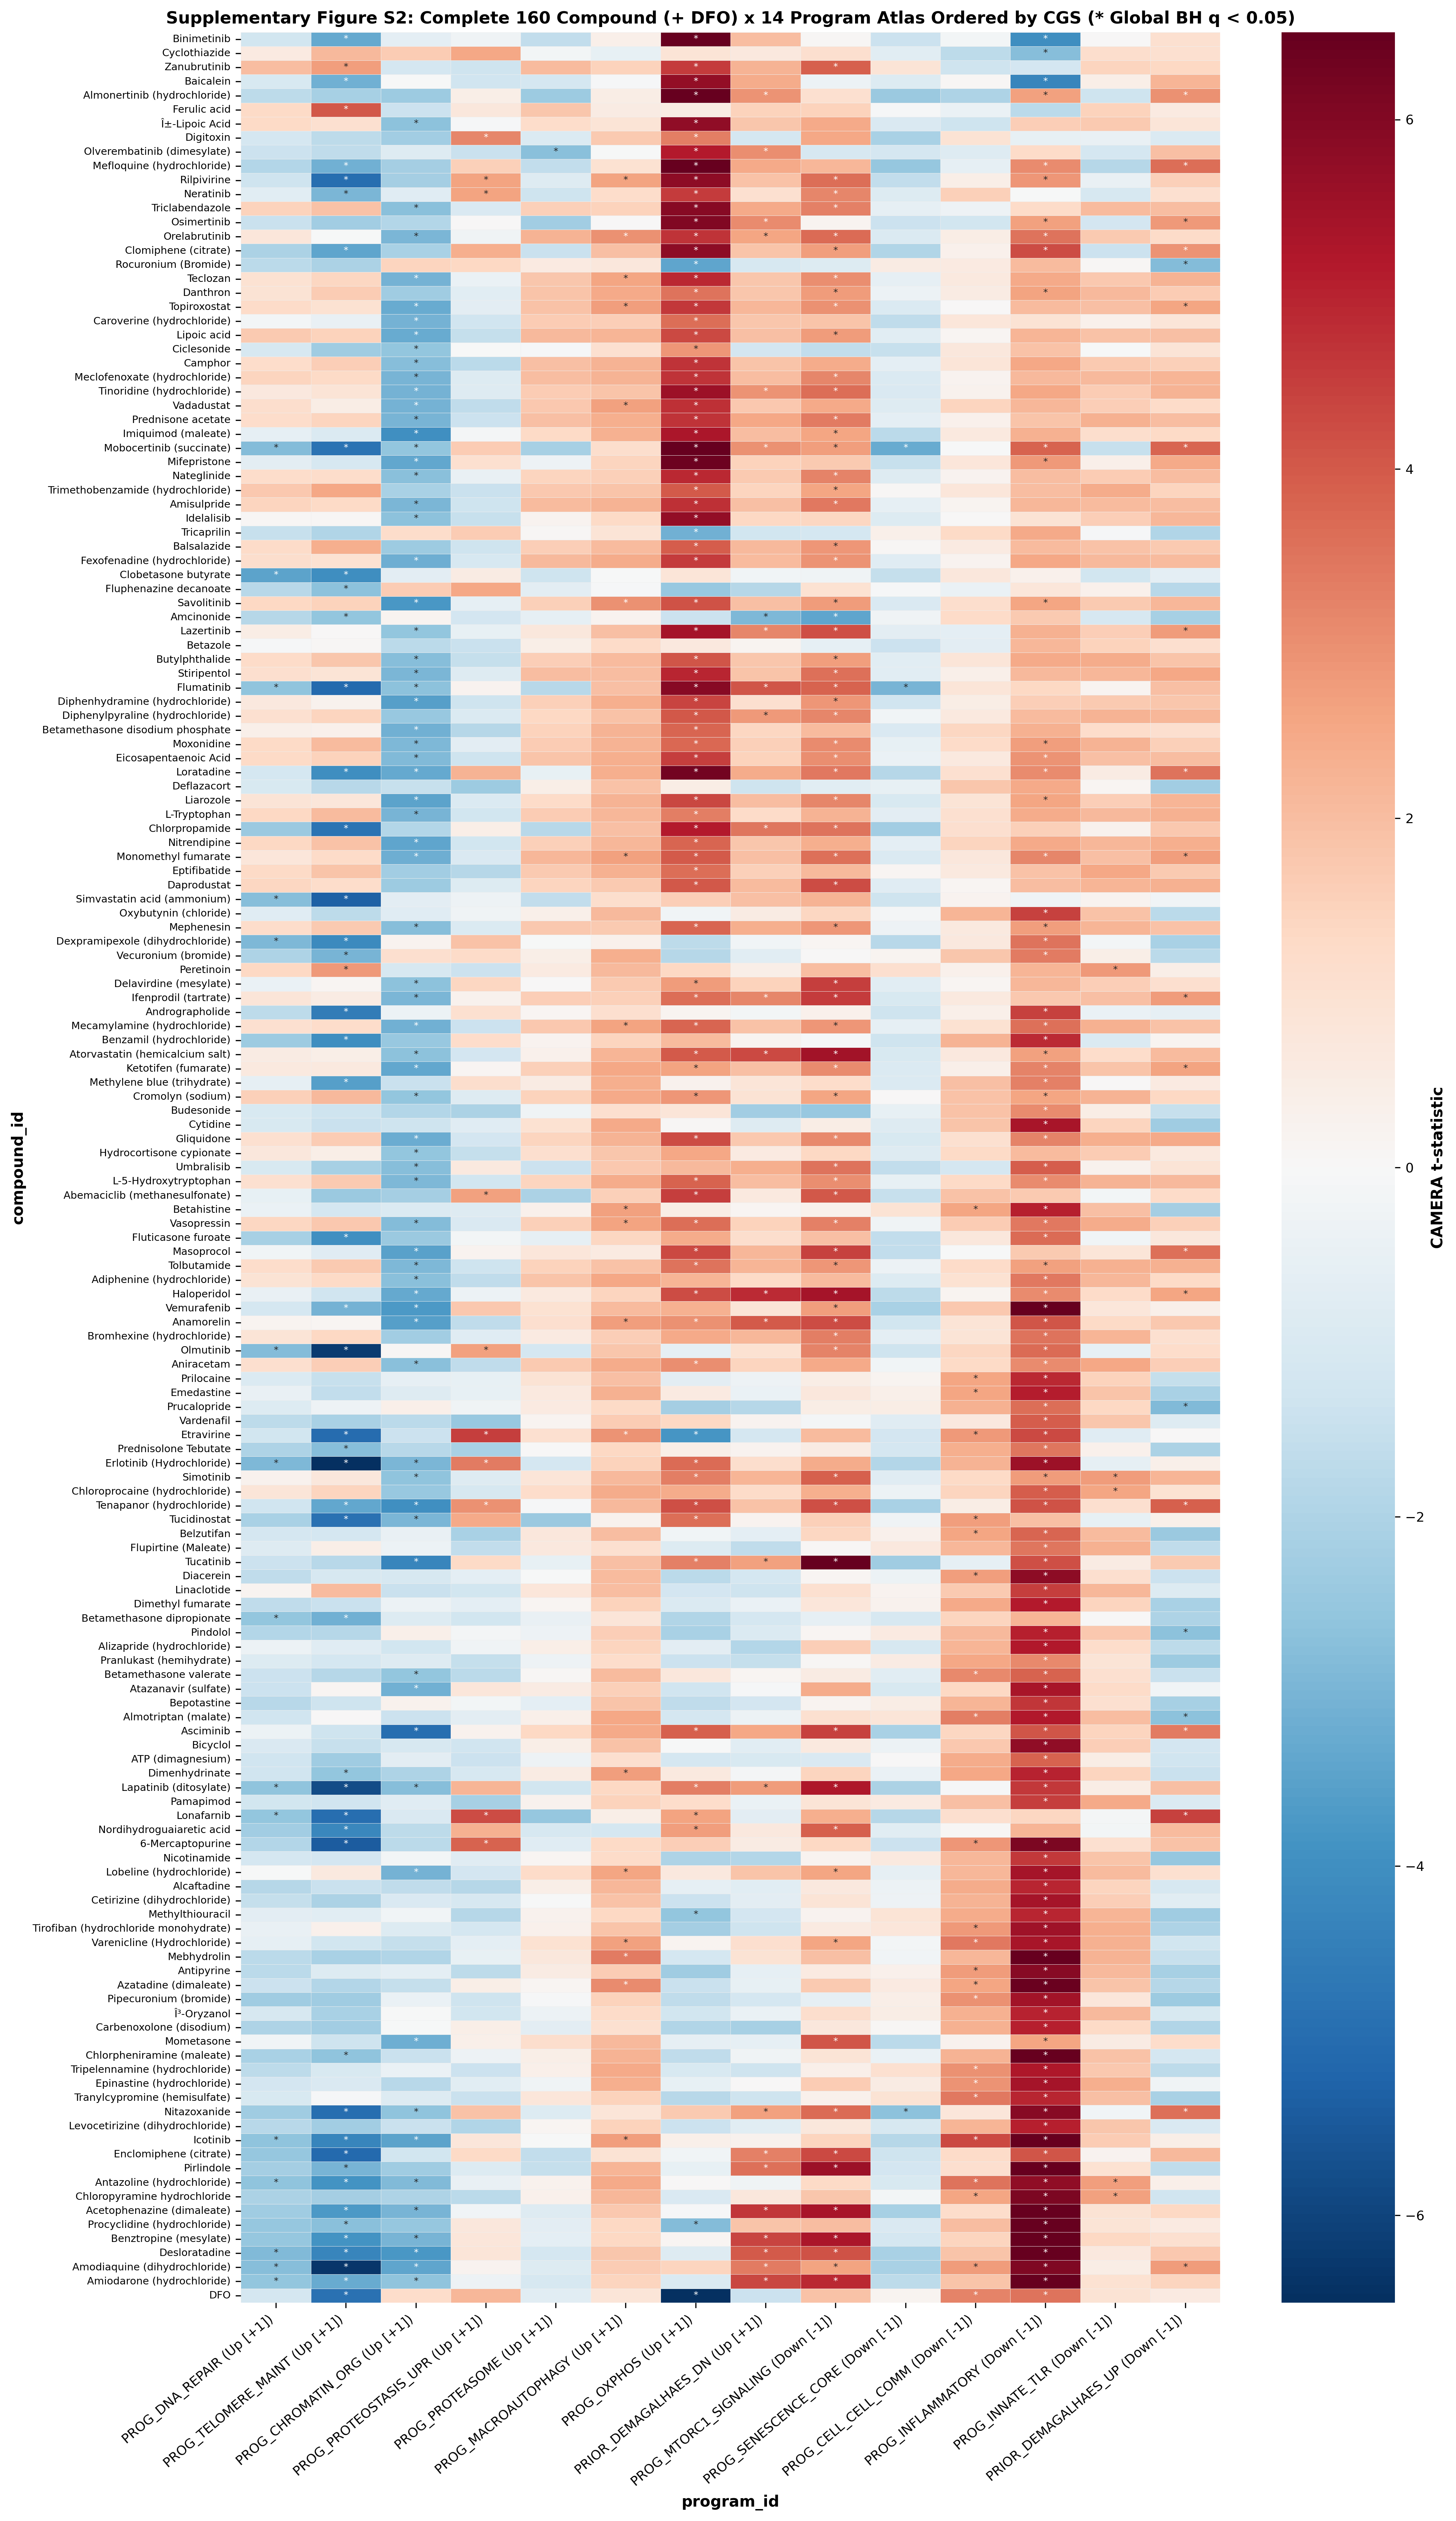 Supplementary Figure S2: Complete 160 Compound (+ DFO) x 14 Program Atlas Ordered by CGS (* Global BH q < 0.05)
Binimetinib
Cyclothiazide
Zanubrutinib
Baicalein
Almonertinib (hydrochloride)
Ferulic acid
Î±-Lipoic Acid
Digitoxin
Olverembatinib (dimesylate)
Mefloquine (hydrochloride)
Rilpivirine
Neratinib
Triclabendazole
Osimertinib
Orelabrutinib
Clomiphene (citrate)
Rocuronium (Bromide)
Teclozan
Danthron
Topiroxostat
Caroverine (hydrochloride)
Lipoic acid
Ciclesonide
Camphor
Meclofenoxate (hydrochloride)
Tinoridine (hydrochloride)
Vadadustat
Prednisone acetate
Imiquimod (maleate)
Mobocertinib (succinate)
Mifepristone
Nateglinide
Trimethobenzamide (hydrochloride)
Amisulpride
Idelalisib
Tricaprilin
Balsalazide
Fexofenadine (hydrochloride)
Clobetasone butyrate
Fluphenazine decanoate
Savolitinib
Amcinonide
Lazertinib
Betazole
Butylphthalide
Stiripentol
Flumatinib
Diphenhydramine (hydrochloride)
Diphenylpyraline (hydrochloride)
Betamethasone disodium phosphate
Moxonidine
Eicosapentaenoic Acid
Loratadine
Deflazacort
Liarozole
L-Tryptophan
Chlorpropamide
Nitrendipine
Monomethyl fumarate
Eptifibatide
Daprodustat
Simvastatin acid (ammonium)
Oxybutynin (chloride)
Mephenesin
Dexpramipexole (dihydrochloride)
Vecuronium (bromide)
Peretinoin
Delavirdine (mesylate)
Ifenprodil (tartrate)
Andrographolide
Mecamylamine (hydrochloride)
Benzamil (hydrochloride)
Atorvastatin (hemicalcium salt)
Ketotifen (fumarate)
Methylene blue (trihydrate)
Cromolyn (sodium)
Budesonide
Cytidine
Gliquidone
Hydrocortisone cypionate
Umbralisib
L-5-Hydroxytryptophan
Abemaciclib (methanesulfonate)
Betahistine
Vasopressin
Fluticasone furoate
Masoprocol
Tolbutamide
Adiphenine (hydrochloride)
Haloperidol
Vemurafenib
Anamorelin
Bromhexine (hydrochloride)
Olmutinib
Aniracetam
Prilocaine
Emedastine
Prucalopride
Vardenafil
Etravirine
Prednisolone Tebutate
Erlotinib (Hydrochloride)
Simotinib
Chloroprocaine (hydrochloride)
Tenapanor (hydrochloride)
Tucidinostat
Belzutifan
Flupirtine (Maleate)
Tucatinib
Diacerein
Linaclotide
Dimethyl fumarate
Betamethasone dipropionate
Pindolol
Alizapride (hydrochloride)
Pranlukast (hemihydrate)
Betamethasone valerate
Atazanavir (sulfate)
Bepotastine
Almotriptan (malate)
Asciminib
Bicyclol
ATP (dimagnesium)
Dimenhydrinate
Lapatinib (ditosylate)
Pamapimod
Lonafarnib
Nordihydroguaiaretic acid
6-Mercaptopurine
Nicotinamide
Lobeline (hydrochloride)
Alcaftadine
Cetirizine (dihydrochloride)
Methylthiouracil
Tirofiban (hydrochloride monohydrate)
Varenicline (Hydrochloride)
Mebhydrolin
Antipyrine
Azatadine (dimaleate)
Pipecuronium (bromide)
Î³-Oryzanol
Carbenoxolone (disodium)
Mometasone
Chlorpheniramine (maleate)
Tripelennamine (hydrochloride)
Epinastine (hydrochloride)
Tranylcypromine (hemisulfate)
Nitazoxanide
Levocetirizine (dihydrochloride)
Icotinib
Enclomiphene (citrate)
Pirlindole
Antazoline (hydrochloride)
Chloropyramine hydrochloride
Acetophenazine (dimaleate)
Procyclidine (hydrochloride)
Benztropine (mesylate)
Desloratadine
Amodiaquine (dihydrochloride)
Amiodarone (hydrochloride)
DFO
compound_id
PROG_DNA_REPAIR (Up [+1])
PROG_TELOMERE_MAINT (Up [+1])
PROG_CHROMATIN_ORG (Up [+1])
PROG_PROTEOSTASIS_UPR (Up [+1])
PROG_PROTEASOME (Up [+1])
PROG_MACROAUTOPHAGY (Up [+1])
PROG_OXPHOS (Up [+1])
PRIOR_DEMAGALHAES_DN (Up [+1])
PROG_MTORC1_SIGNALING (Down [-1])
PROG_SENESCENCE_CORE (Down [-1])
PROG_CELL_CELL_COMM (Down [-1])
PROG_INFLAMMATORY (Down [-1])
PROG_INNATE_TLR (Down [-1])
PRIOR_DEMAGALHAES_UP (Down [-1])
program_id
6
4
2
0
−2
−4
−6
CAMERA t-statistic